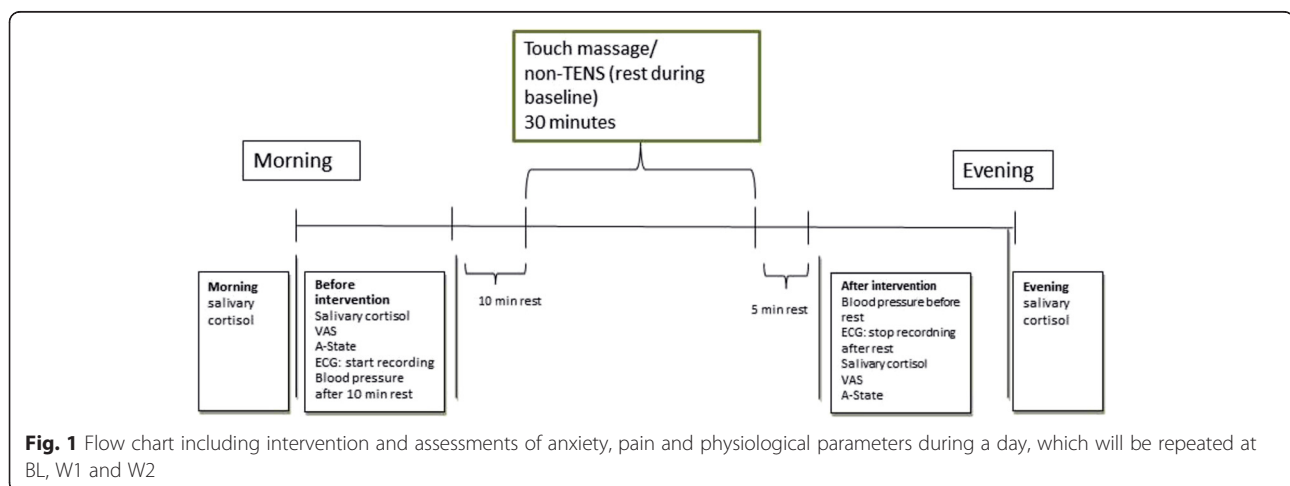 Touch massage/
non-TENS (rest during
baseline)
30 minutes
Morning
Evening
Morning
salivary
cortisol
Before
intervention
Salivary cortisol
VAS
A-State
ECG: start recording
Blood pressure
after 10 min rest
10 min rest
5 min rest
After intervention
Blood pressure before
rest
ECG: stop recordning
after rest
Salivary cortisol
VAS
A-State
Evening
salivary
cortisol
Fig. 1 Flow chart including intervention and assessments of anxiety, pain and physiological parameters during a day, which will be repeated at
BL, W1 and W2